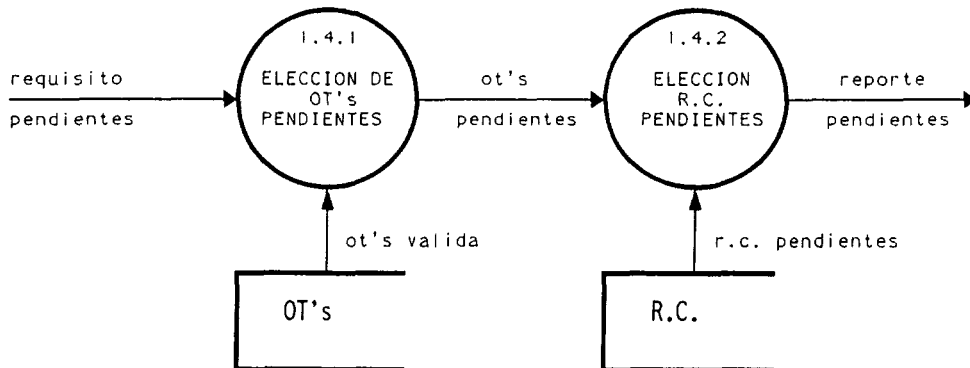 1.4.1
ELECCION DE
OT's
PENDIENTES
1.4.2
ELECCION
R.C.
PENDIENTES
requisito
pendientes
ot's
pendientes
reporte
pendientes
ot's valida
r.c. pendientes
OT's
R.C.